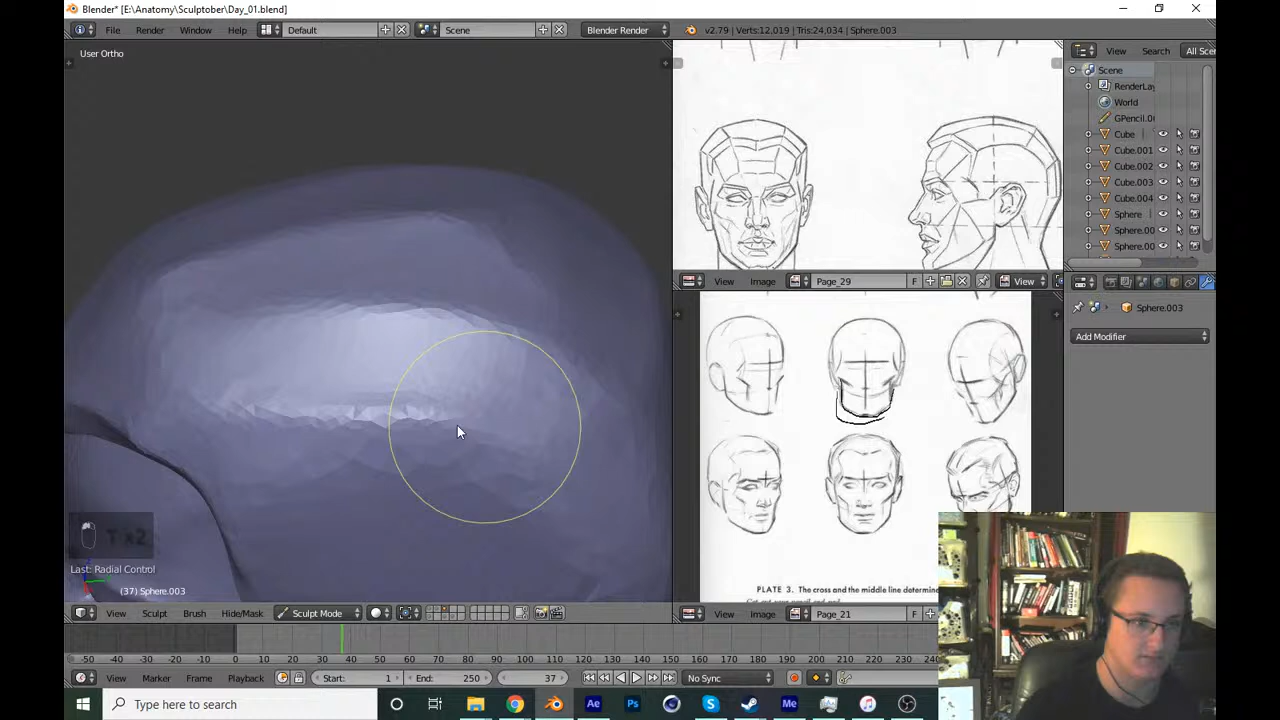 Blender* [E:\Anatomy\Sculptober\Day_01.blend]
File Render Window Help Default Scene Blender Render v2.79 | Verts:12,019 | Tris:24,034 | Sphere.003
View Search All Sce
User Ortho
Scene
RenderLay
World
GPencil.0
Cube
Cube.001
Cube.002
Cube.003
Cube.004
Sphere
Sphere.00
Sphere.00
View Image Page_29 F View
Sphere.003
Add Modifier
T x2
Last: Radial Control
(37) Sphere.003
PLATE 3. The cross and the middle line determin
View Sculpt Brush Hide/Mask Sculpt Mode
View Image Page_21 F
-50 -40 -30 -20 -10 0 10 20 30 40 50 60 70 80 90 100 110 120 130 140 150 160 170 180 190 200 210 220 230 240
View Marker Frame Playback Start: 1 End: 250 37 No Sync
Type here to search
Ae Ps S Me